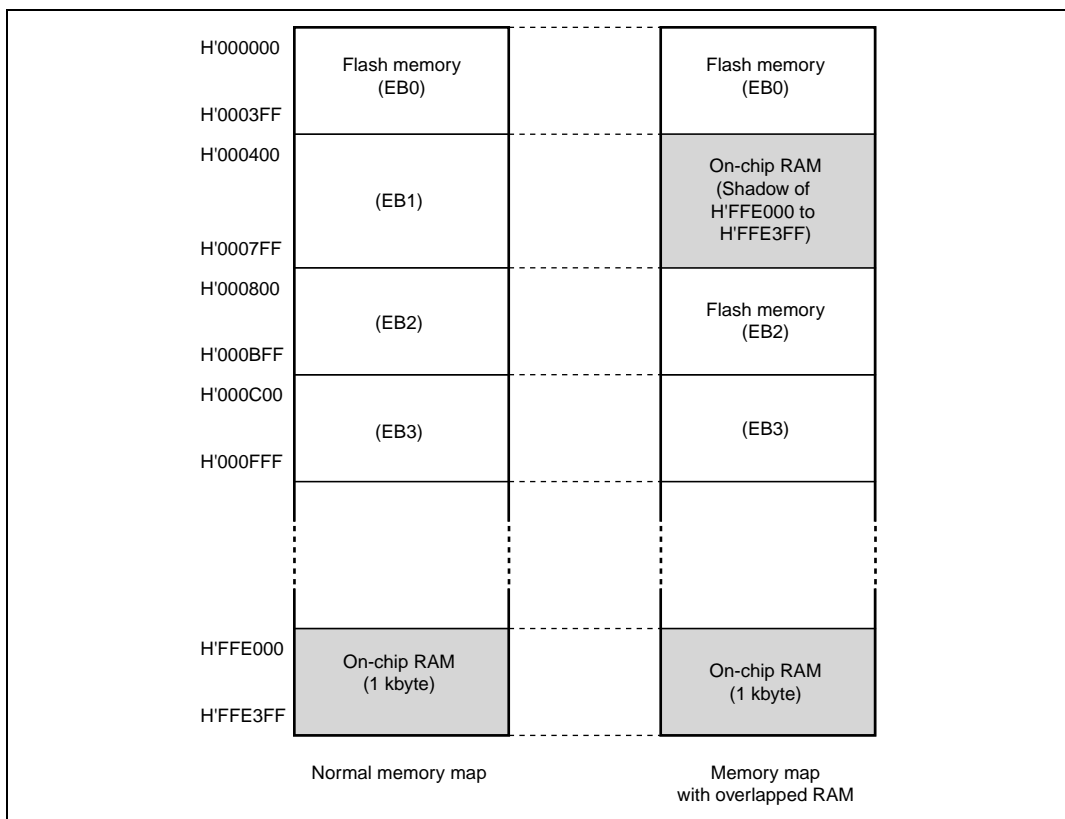 H'000000
Flash memory
(EB0)
Flash memory
(EB0)
H'0003FF
H'000400
(EB1)
On-chip RAM
(Shadow of
H'FFE000 to
H'FFE3FF)
H'0007FF
H'000800
(EB2)
Flash memory
(EB2)
H'000BFF
H'000C00
(EB3)
(EB3)
H'000FFF
H'FFE000
On-chip RAM
(1 kbyte)
On-chip RAM
(1 kbyte)
H'FFE3FF
Normal memory map
Memory map
with overlapped RAM